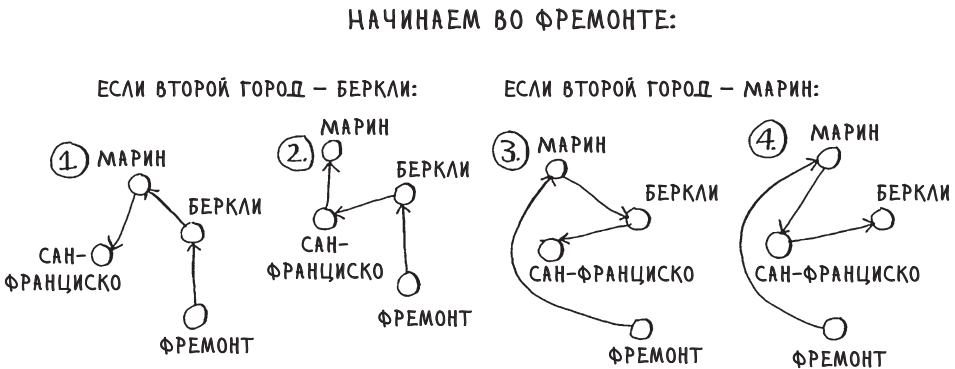 НАЧИНАЕМ ВО ФРЕМОНТЕ:
ЕСЛИ ВТОРОЙ ГОРОД – БЕРКЛИ:
1.
МАРИН
БЕРКЛИ
САН-
ФРАНЦИСКО
ФРЕМОНТ
2.
МАРИН
БЕРКЛИ
САН-
ФРАНЦИСКО
ФРЕМОНТ
ЕСЛИ ВТОРОЙ ГОРОД – МАРИН:
3.
МАРИН
БЕРКЛИ
САН-ФРАНЦИСКО
ФРЕМОНТ
4.
МАРИН
БЕРКЛИ
САН-ФРАНЦИСКО
ФРЕМОНТ